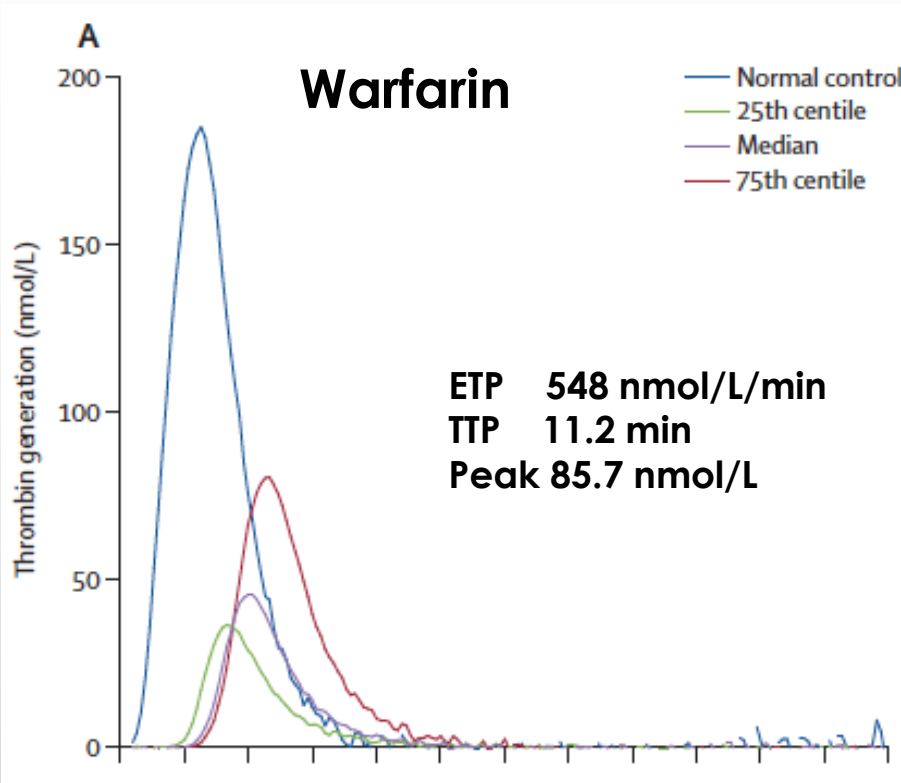 A
Warfarin
200
150
100
50
0
Thrombin generation (nmol/L)
Normal control
25th centile
Median
75th centile
ETP 548 nmol/L/min
TTP 11.2 min
Peak 85.7 nmol/L